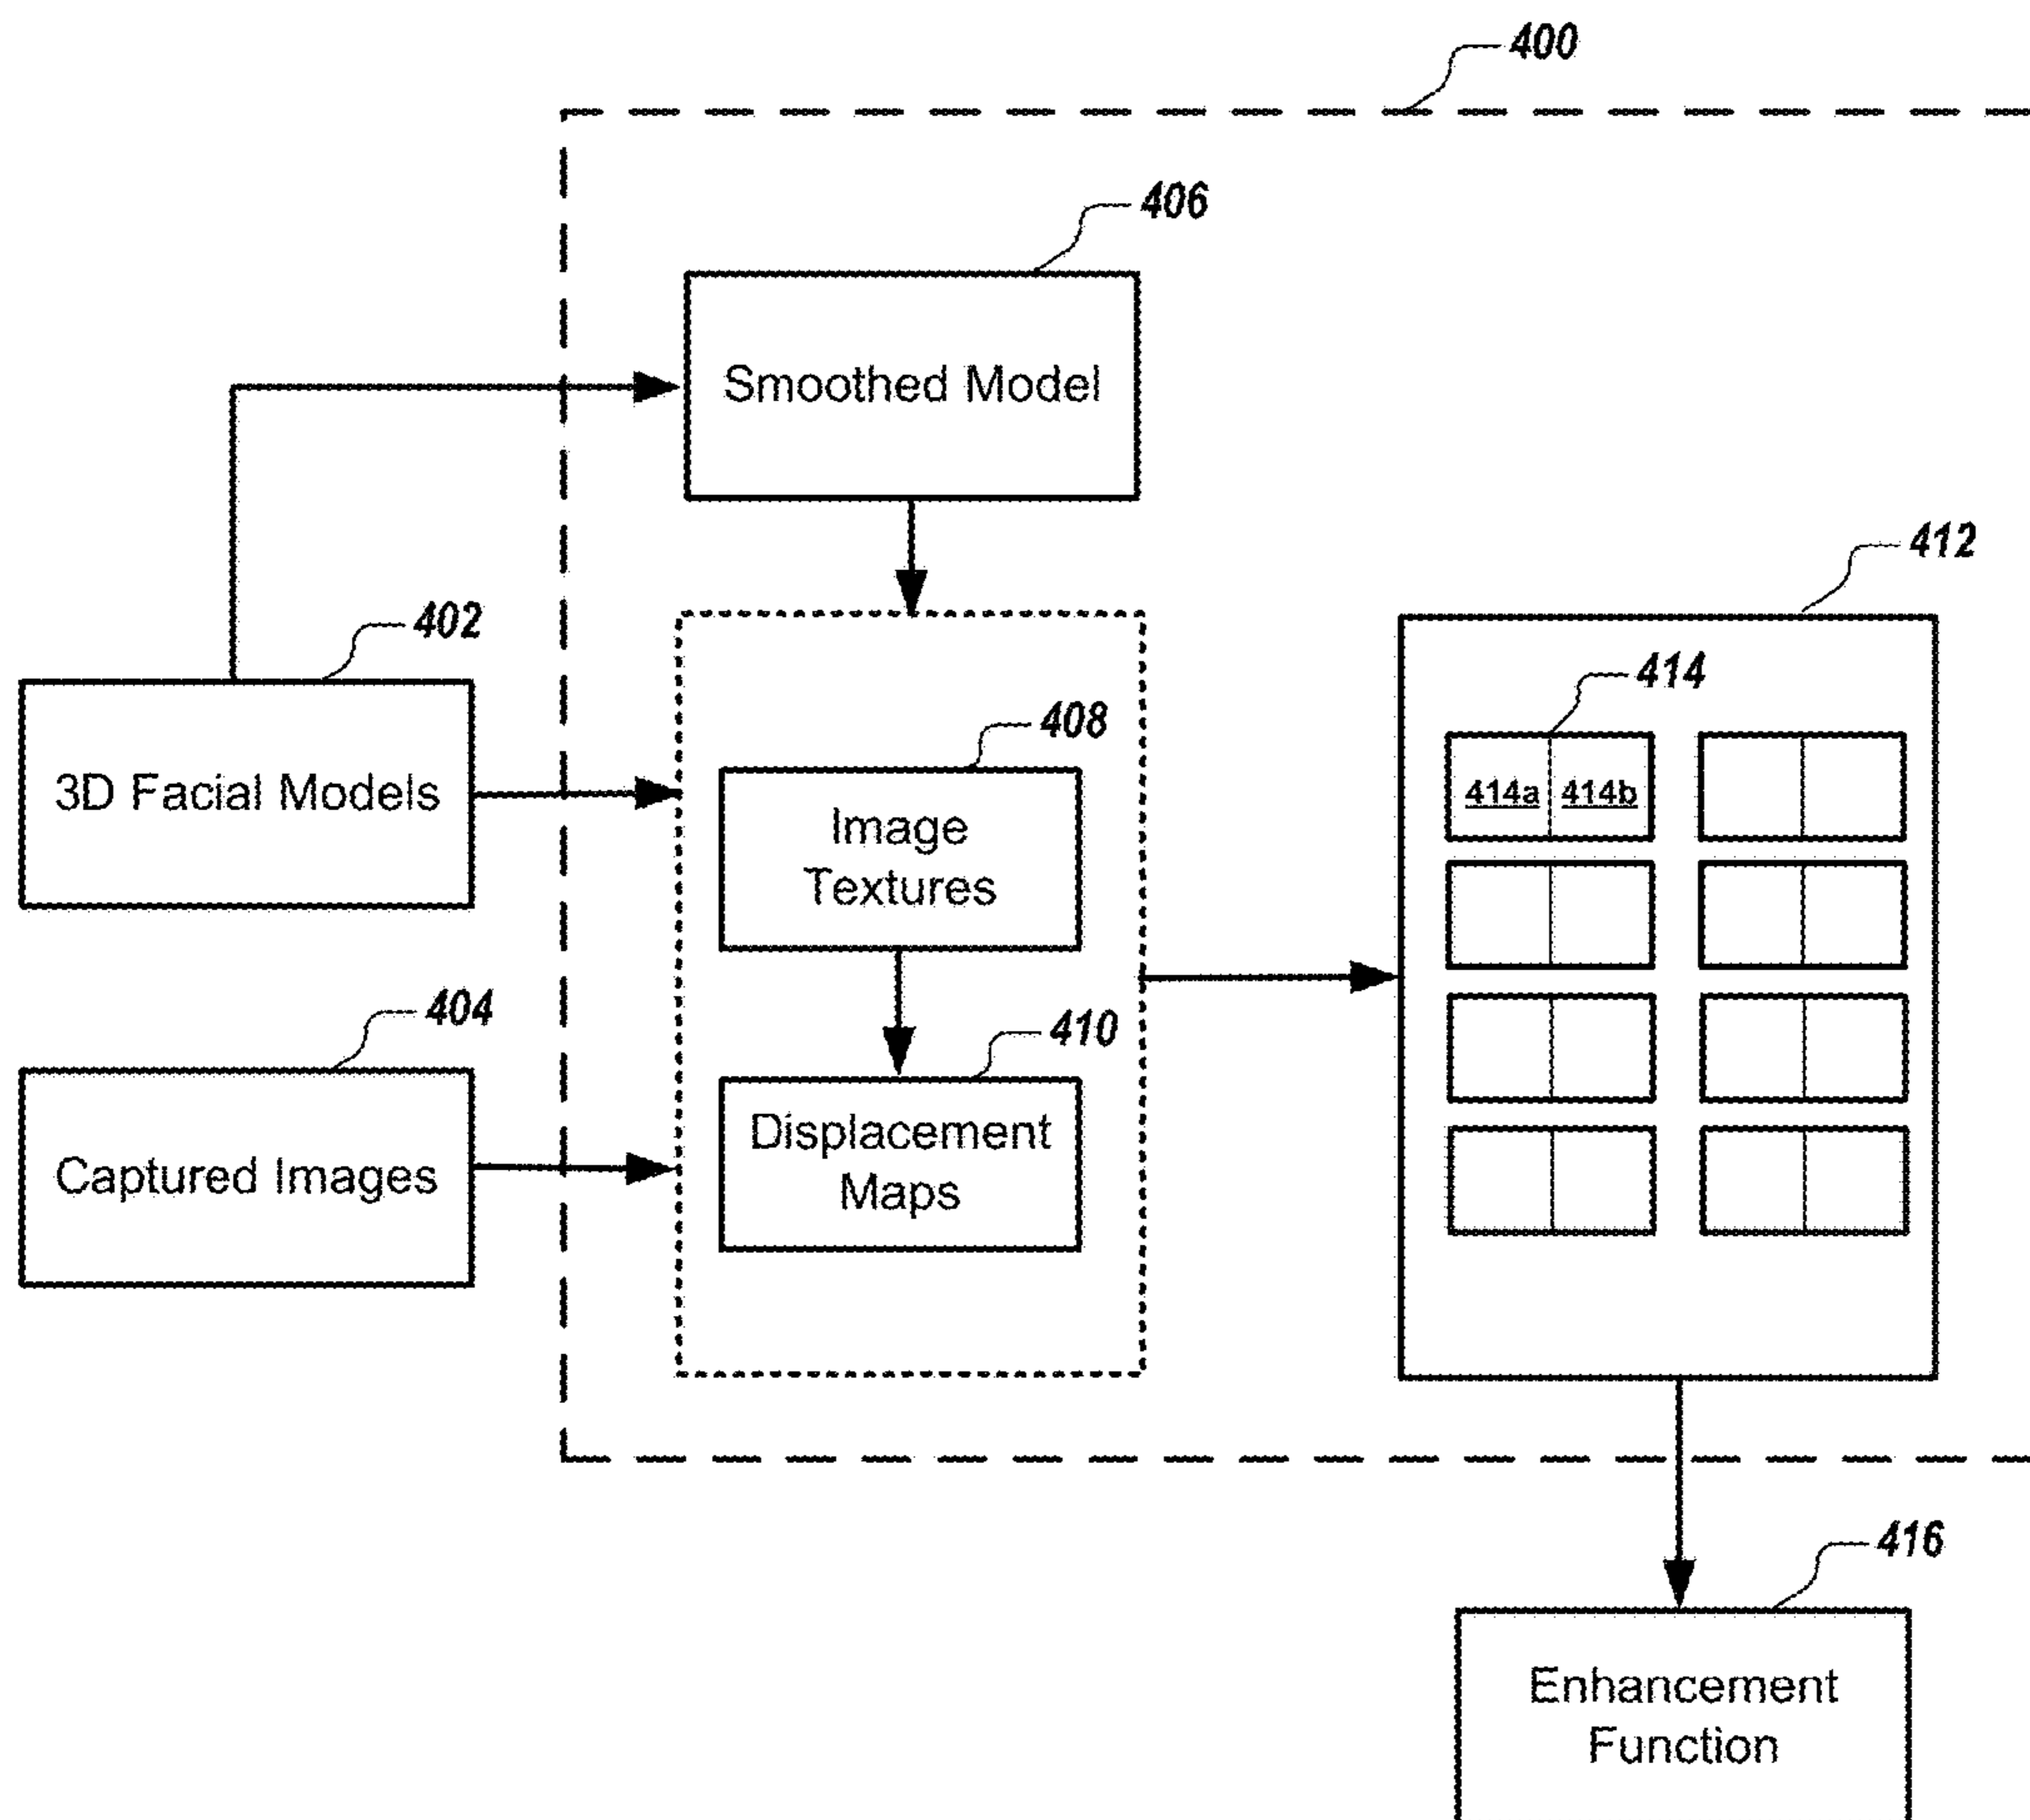 400
406
Smoothed Model
412
402
414
408
3D Facial Models
414a 414b
Image
Textures
404
410
Captured Images
Displacement
Maps
416
Enhancement
Function